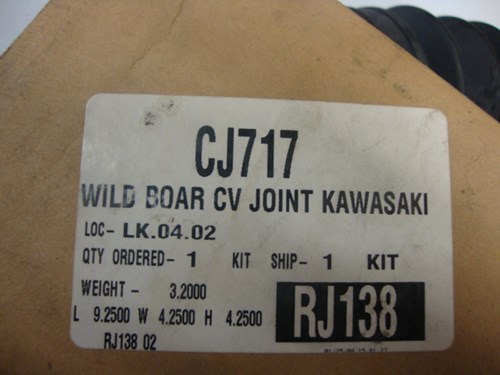 CJ717
WILD BOAR CV JOINT KAWASAKI
LOC- LK.04.02
QTY ORDERED- 1 KIT SHIP- 1 KIT
WEIGHT - 3.2000
L 9.2500 W 4.2500 H 4.2500
RJ138
RJ138 02